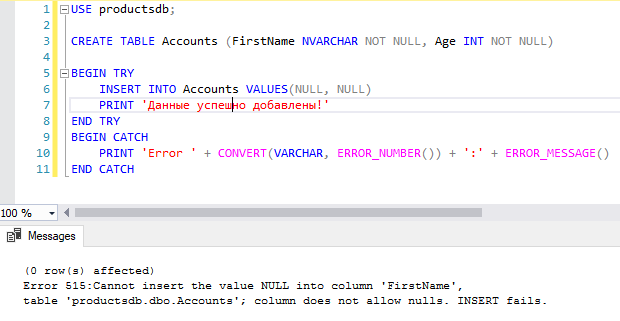 1 USE productsdb;
2
3 CREATE TABLE Accounts (FirstName NVARCHAR NOT NULL, Age INT NOT NULL)
4
5 BEGIN TRY
6 INSERT INTO Accounts VALUES(NULL, NULL)
7 PRINT 'Данные успешно добавлены!'
8 END TRY
9 BEGIN CATCH
10 PRINT 'Error ' + CONVERT(VARCHAR, ERROR_NUMBER()) + ':' + ERROR_MESSAGE()
11 END CATCH
100 %
Messages
(0 row(s) affected)
Error 515:Cannot insert the value NULL into column 'FirstName',
table 'productsdb.dbo.Accounts'; column does not allow nulls. INSERT fails.